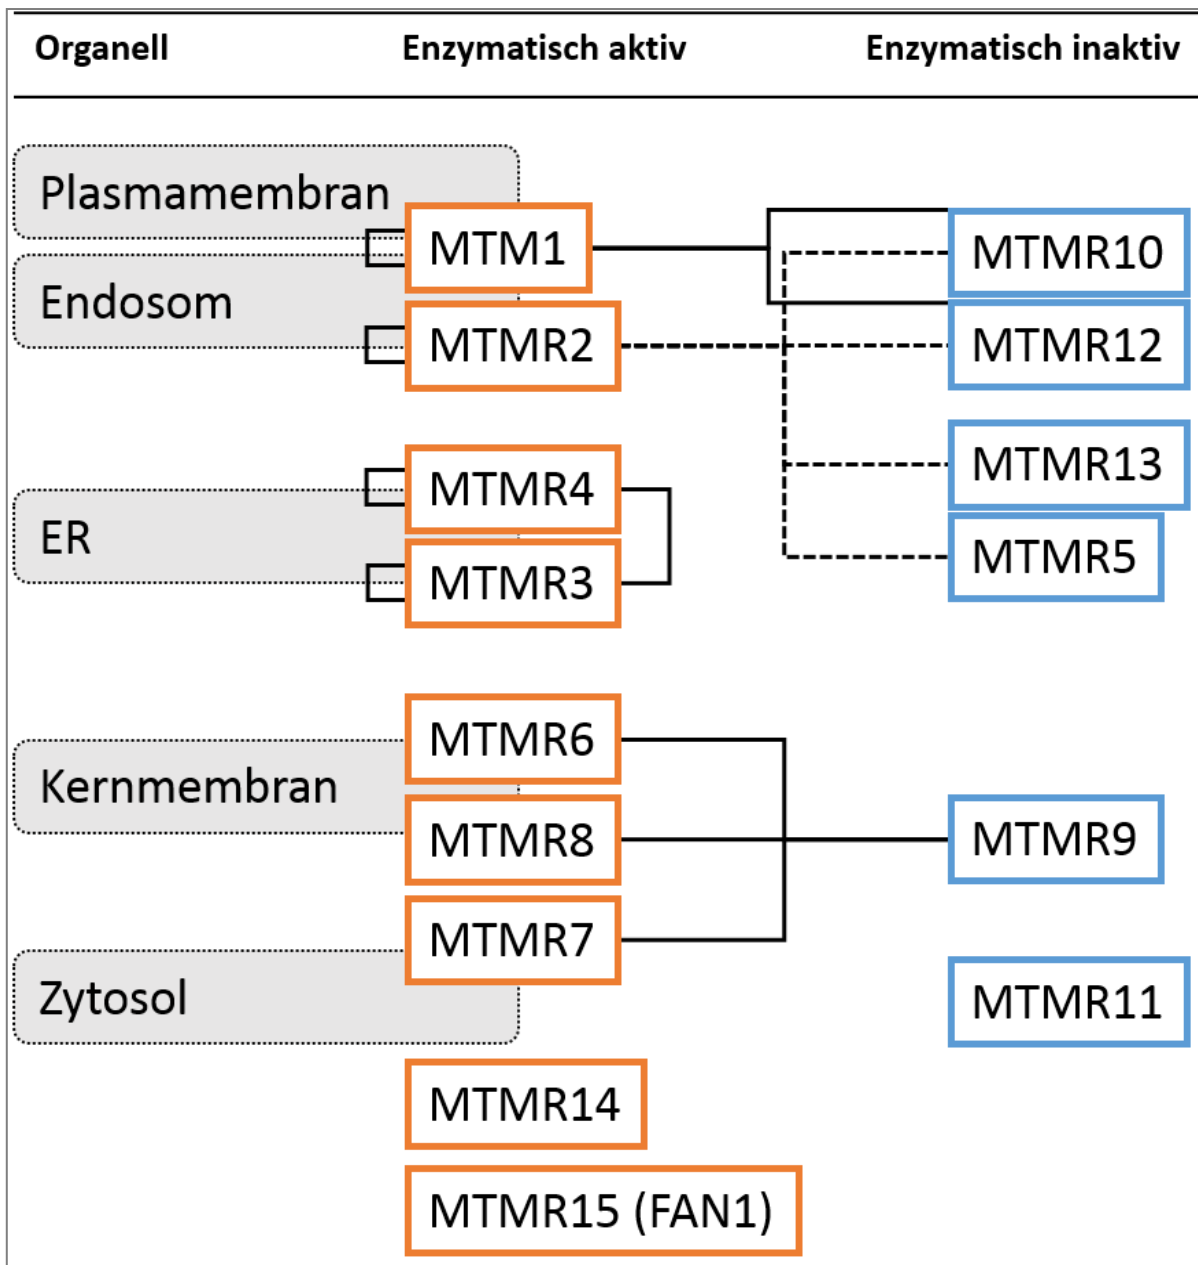 Organell Enzymatisch aktiv Enzymatisch inaktiv
Plasmamembran
MTM1 MTMR10
Endosom
MTMR2 MTMR12
MTMR4 MTMR13
ER
MTMR3 MTMR5
MTMR6
Kernmembran
MTMR8 MTMR9
MTMR7
Zytosol MTMR11
MTMR14
MTMR15 (FAN1)